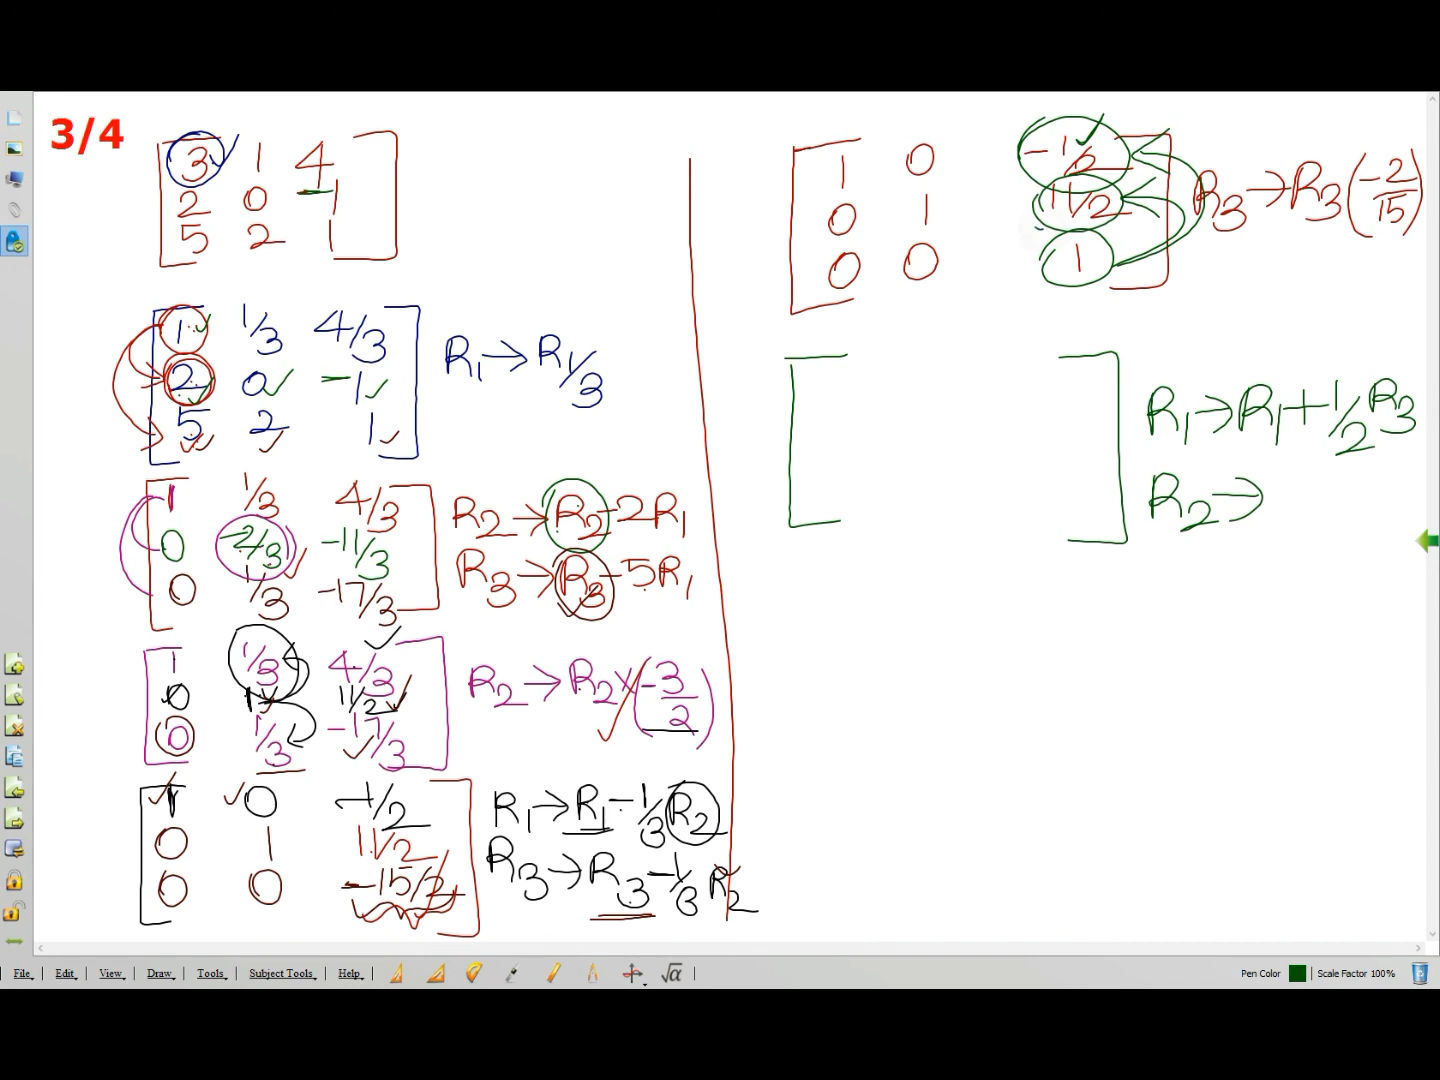 3/4
3 1 4
2 0 -1
5 2 1
1 1/3 4/3
2 0 -1 R1 → R1/3
5 2 1
1 1/3 4/3 R2 → R2 - 2R1
0 -2/3 -11/3
0 1/3 -17/3 R3 → R3 - 5R1
1 1/3 4/3 R2 → R2 × (-3/2)
0 1 11/2
0 1/3 -17/3
1 0 -1/2 R1 → R1 - 1/3 R2
0 1 11/2
0 0 -15/2 R3 → R3 - 1/3 R2
1 0 -1/2
0 1 11/2 R3 → R3 (-2/15)
0 0 1
R1 → R1 + 1/2 R3
R2 →
File Edit View Draw Tools Subject Tools Help √α Pen Color Scale Factor 100%